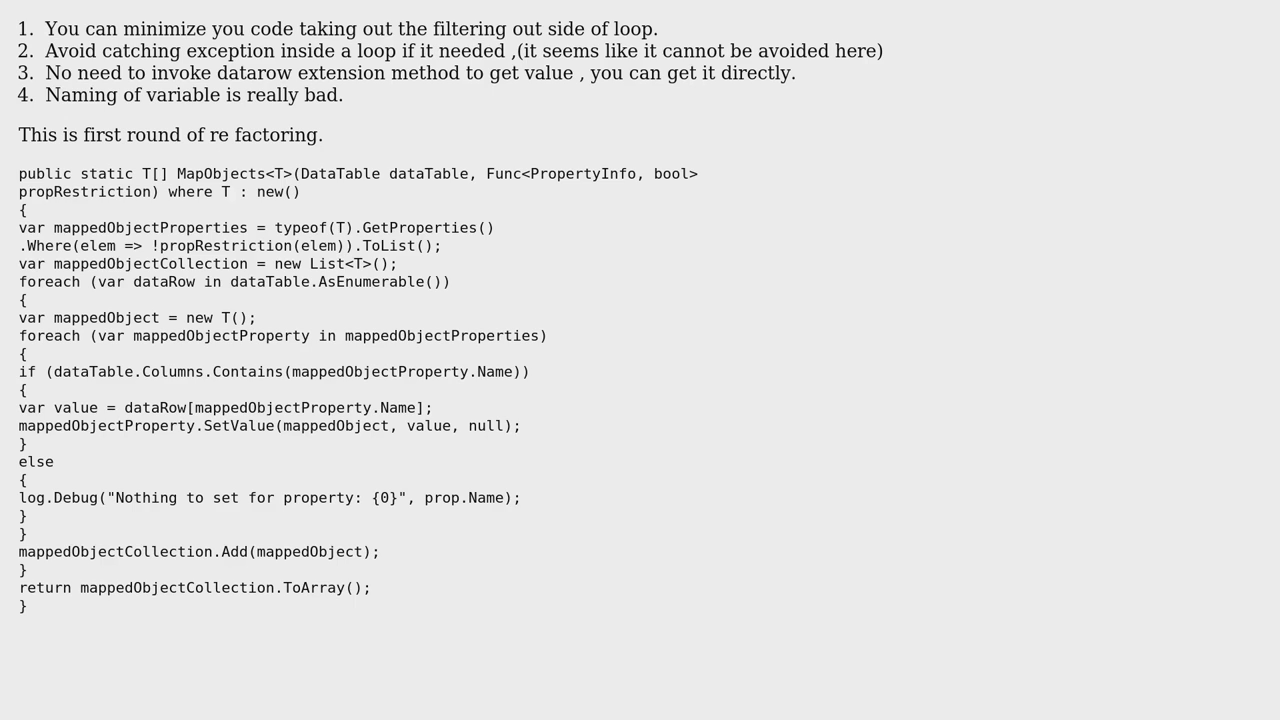 1. You can minimize you code taking out the filtering out side of loop.
2. Avoid catching exception inside a loop if it needed ,(it seems like it cannot be avoided here)
3. No need to invoke datarow extension method to get value , you can get it directly.
4. Naming of variable is really bad.
This is first round of re factoring.
public static T[] MapObjects<T>(DataTable dataTable, Func<PropertyInfo, bool>
propRestriction) where T : new()
{
var mappedObjectProperties = typeof(T).GetProperties()
.Where(elem => !propRestriction(elem)).ToList();
var mappedObjectCollection = new List<T>();
foreach (var dataRow in dataTable.AsEnumerable())
{
var mappedObject = new T();
foreach (var mappedObjectProperty in mappedObjectProperties)
{
if (dataTable.Columns.Contains(mappedObjectProperty.Name))
{
var value = dataRow[mappedObjectProperty.Name];
mappedObjectProperty.SetValue(mappedObject, value, null);
}
else
{
log.Debug("Nothing to set for property: {0}", prop.Name);
}
}
mappedObjectCollection.Add(mappedObject);
}
return mappedObjectCollection.ToArray();
}